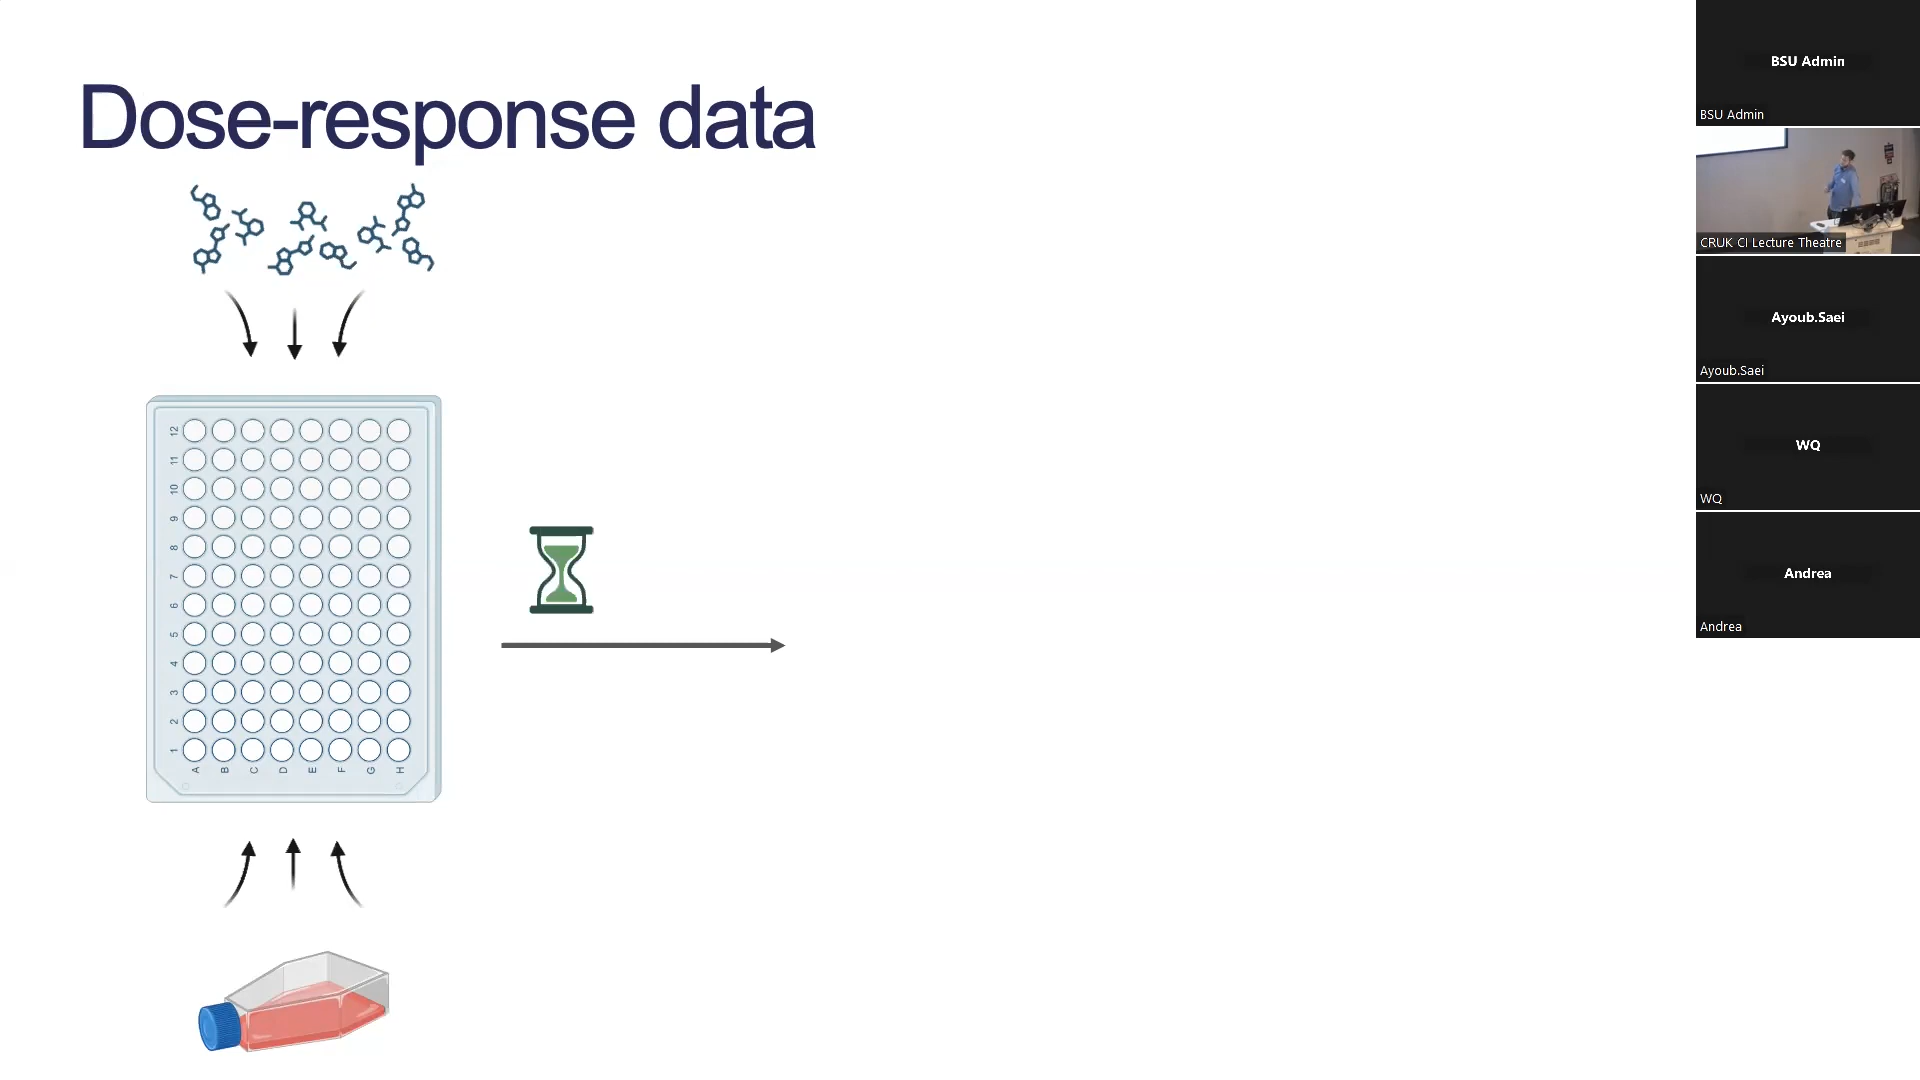 Dose-response data
12
11
10
9
8
7
6
5
4
3
2
1
A B C D E F G H
BSU Admin
BSU Admin
CRUK CI Lecture Theatre
Ayoub.Saei
Ayoub.Saei
WQ
WQ
Andrea
Andrea